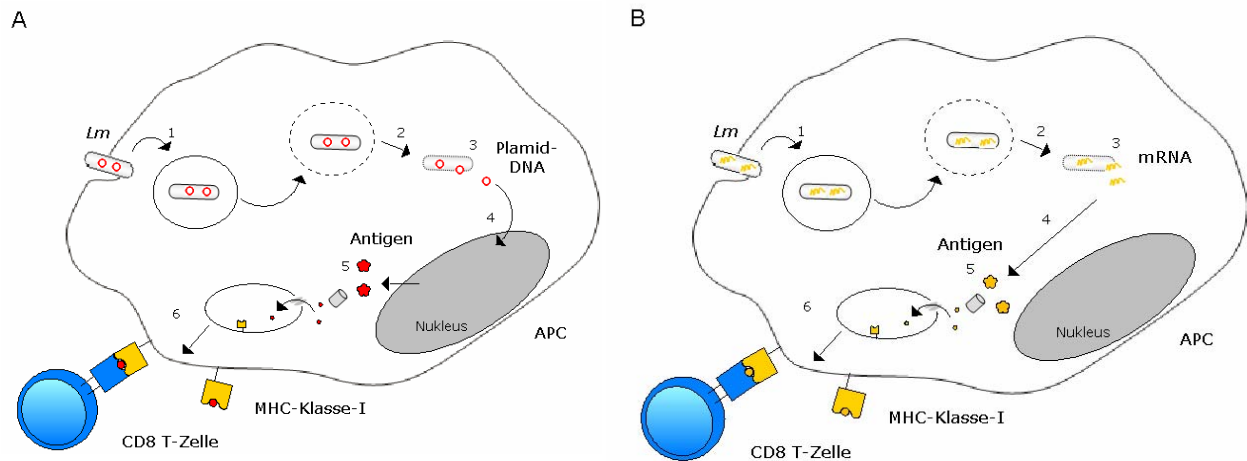 A
Lm
1
2
3
Plamid-
DNA
4
Antigen
5
6
Nukleus
APC
MHC-Klasse-I
CD8 T-Zelle
B
Lm
1
2
3
mRNA
4
Antigen
5
6
Nukleus
APC
MHC-Klasse-I
CD8 T-Zelle